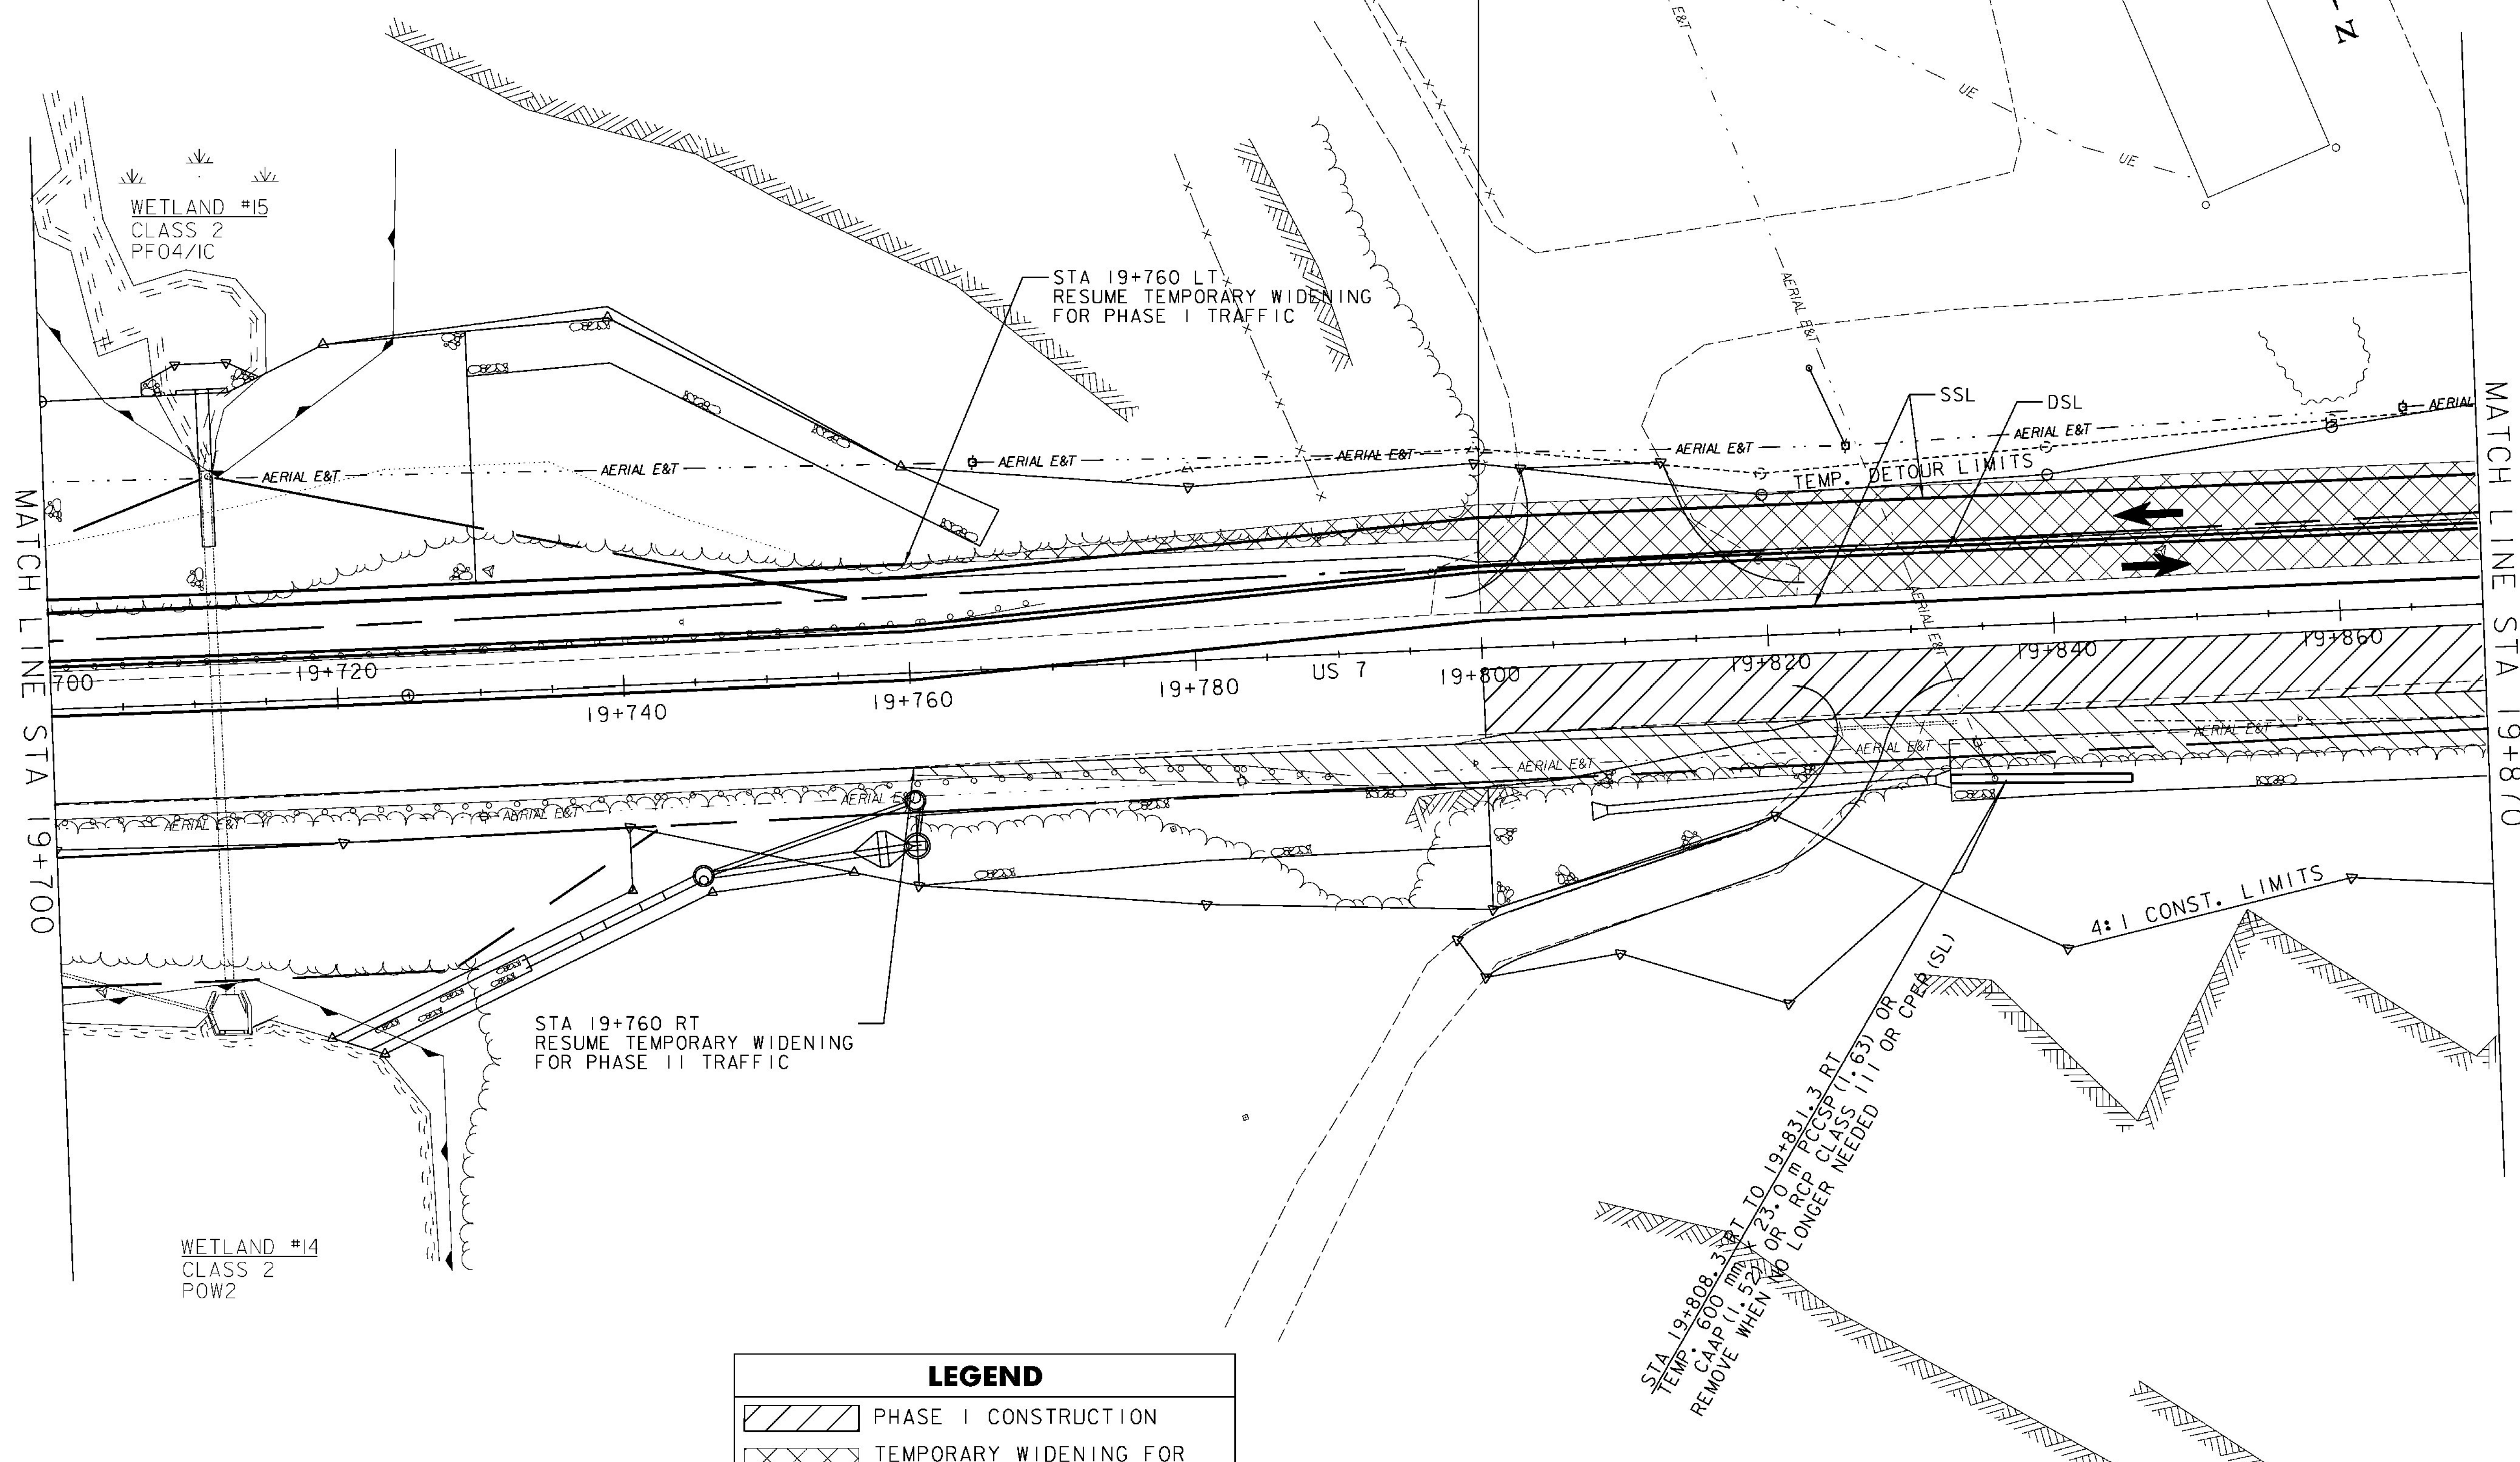 N
UE
UE
E&T
AERIAL E&T
WETLAND #15
CLASS 2
PFO4/1C
STA 19+760 LT
RESUME TEMPORARY WIDENING
FOR PHASE I TRAFFIC
SSL
DSL
AERIAL E&T
AERIAL E&T
AERIAL E&T
AERIAL E&T
AERIAL E&T
AERIAL E&T
AERIAL
TEMP. DETOUR LIMITS
MATCH LINE STA 19+700
MATCH LINE STA 19+870
AERIAL E&T
700
19+720
19+740
19+760
19+780
US 7
19+800
19+820
19+840
19+860
AERIAL E&T
AERIAL E&T
AERIAL E&T
AERIAL E&T
AERIAL E&T
AERIAL E&T
4:1 CONST. LIMITS
STA 19+760 RT
RESUME TEMPORARY WIDENING
FOR PHASE II TRAFFIC
STA 19+808.3 RT TO 19+831.3 RT
TEMP. 600 mm x 23.0 m PCCSP (1.63) OR
CAAP (1.52) OR RCP CLASS III OR CPEP (SL)
REMOVE WHEN NO LONGER NEEDED
WETLAND #14
CLASS 2
POW2
LEGEND
PHASE I CONSTRUCTION
TEMPORARY WIDENING FOR